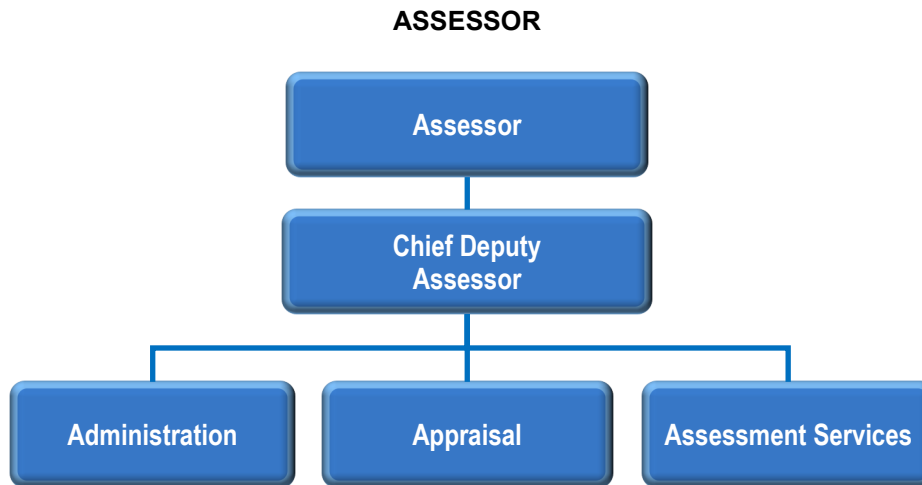 ASSESSOR
Assessor
Chief Deputy
Assessor
Administration
Appraisal
Assessment Services